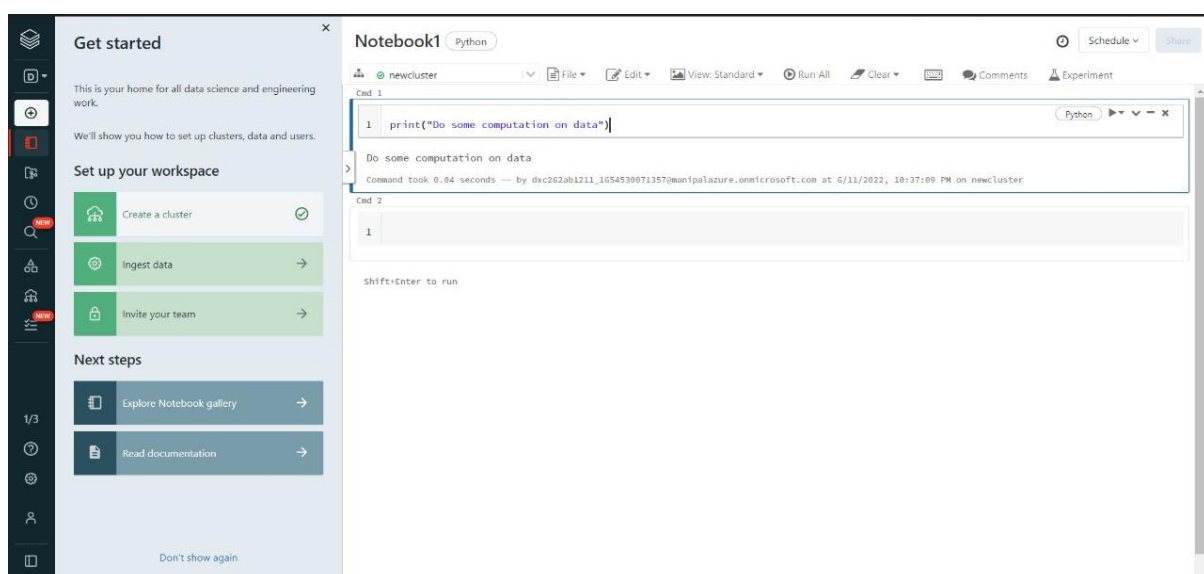 Get started
×
This is your home for all data science and engineering
work.
We'll show you how to set up clusters, data and users.
Set up your workspace
Create a cluster
Ingest data
Invite your team
Next steps
Explore Notebook gallery
Read documentation
Don't show again
D
NEW
NEW
1/3
Notebook1 Python
Schedule Share
newcluster File Edit View: Standard Run All Clear Comments Experiment
Cmd 1
Python
1 print("Do some computation on data")
Do some computation on data
Command took 0.04 seconds -- by dxc262ab1211_1654530071357@manipalazure.onmicrosoft.com at 6/11/2022, 10:37:09 PM on newcluster
Cmd 2
1
Shift+Enter to run